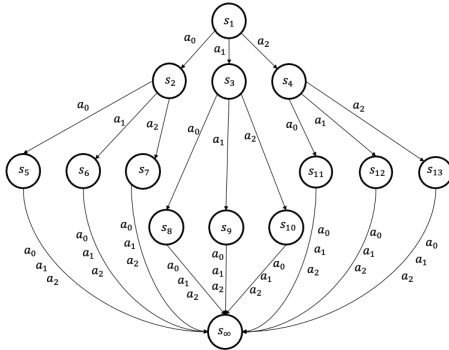 s₁
a₀ a₁ a₂
s₂ s₃ s₄
a₀ a₁ a₂ a₀ a₁ a₂ a₀ a₁ a₂
s₅ s₆ s₇ s₁₁ s₁₂ s₁₃
s₈ s₉ s₁₀
a₀ a₀ a₀ a₀ a₀ a₀ a₀ a₀ a₀
a₁ a₁ a₁ a₁ a₁ a₁ a₁ a₁ a₁
a₂ a₂ a₂ a₂ a₂ a₂ a₂ a₂ a₂
s∞